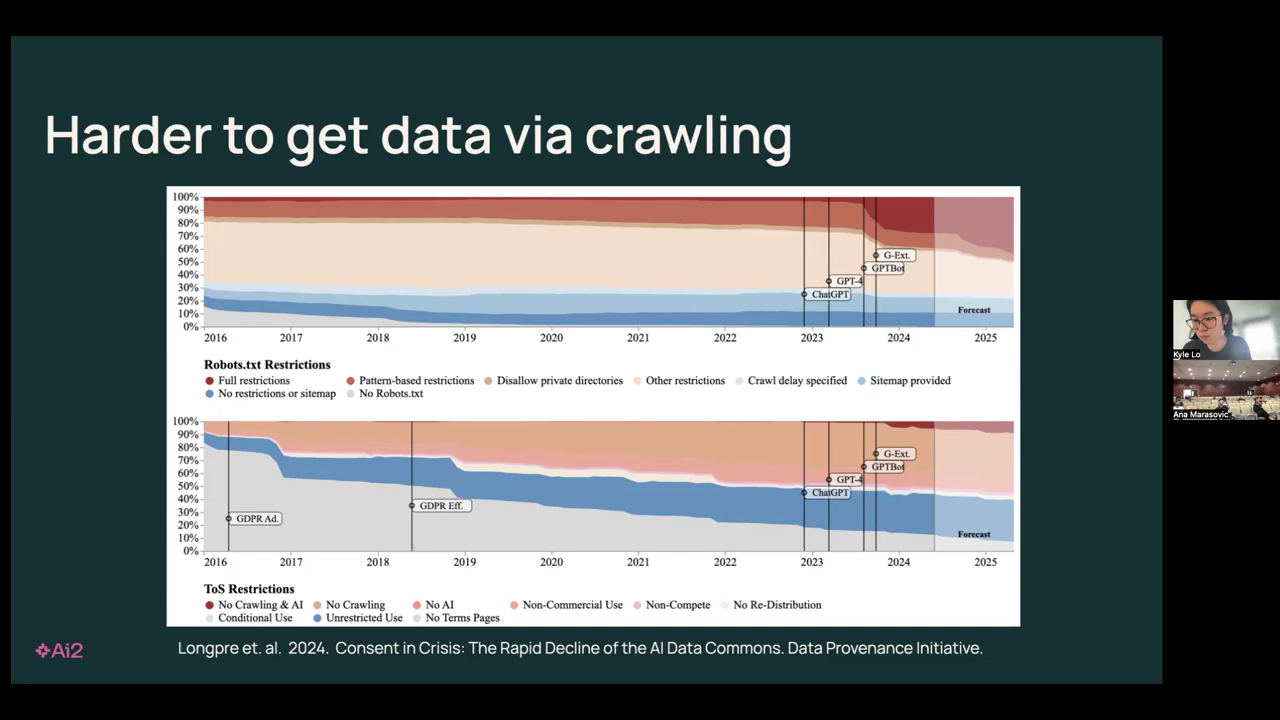 Harder to get data via crawling
100%
90%
80%
70%
60%
50%
40%
30%
20%
10%
0%
G-Ext.
GPTBot
GPT-4
ChatGPT
Forecast
2016 2017 2018 2019 2020 2021 2022 2023 2024 2025
Robots.txt Restrictions
Full restrictions Pattern-based restrictions Disallow private directories Other restrictions Crawl delay specified Sitemap provided
No restrictions or sitemap No Robots.txt
100%
90%
80%
70%
60%
50%
40%
30%
20%
10%
0%
G-Ext.
GPTBot
GPT-4
ChatGPT
GDPR Eff.
GDPR Ad.
Forecast
2016 2017 2018 2019 2020 2021 2022 2023 2024 2025
ToS Restrictions
No Crawling & AI No Crawling No AI Non-Commercial Use Non-Compete No Re-Distribution
Conditional Use Unrestricted Use No Terms Pages
Ai2
Longpre et. al. 2024. Consent in Crisis: The Rapid Decline of the AI Data Commons. Data Provenance Initiative.
Kyle Lo
Ana Marasovic